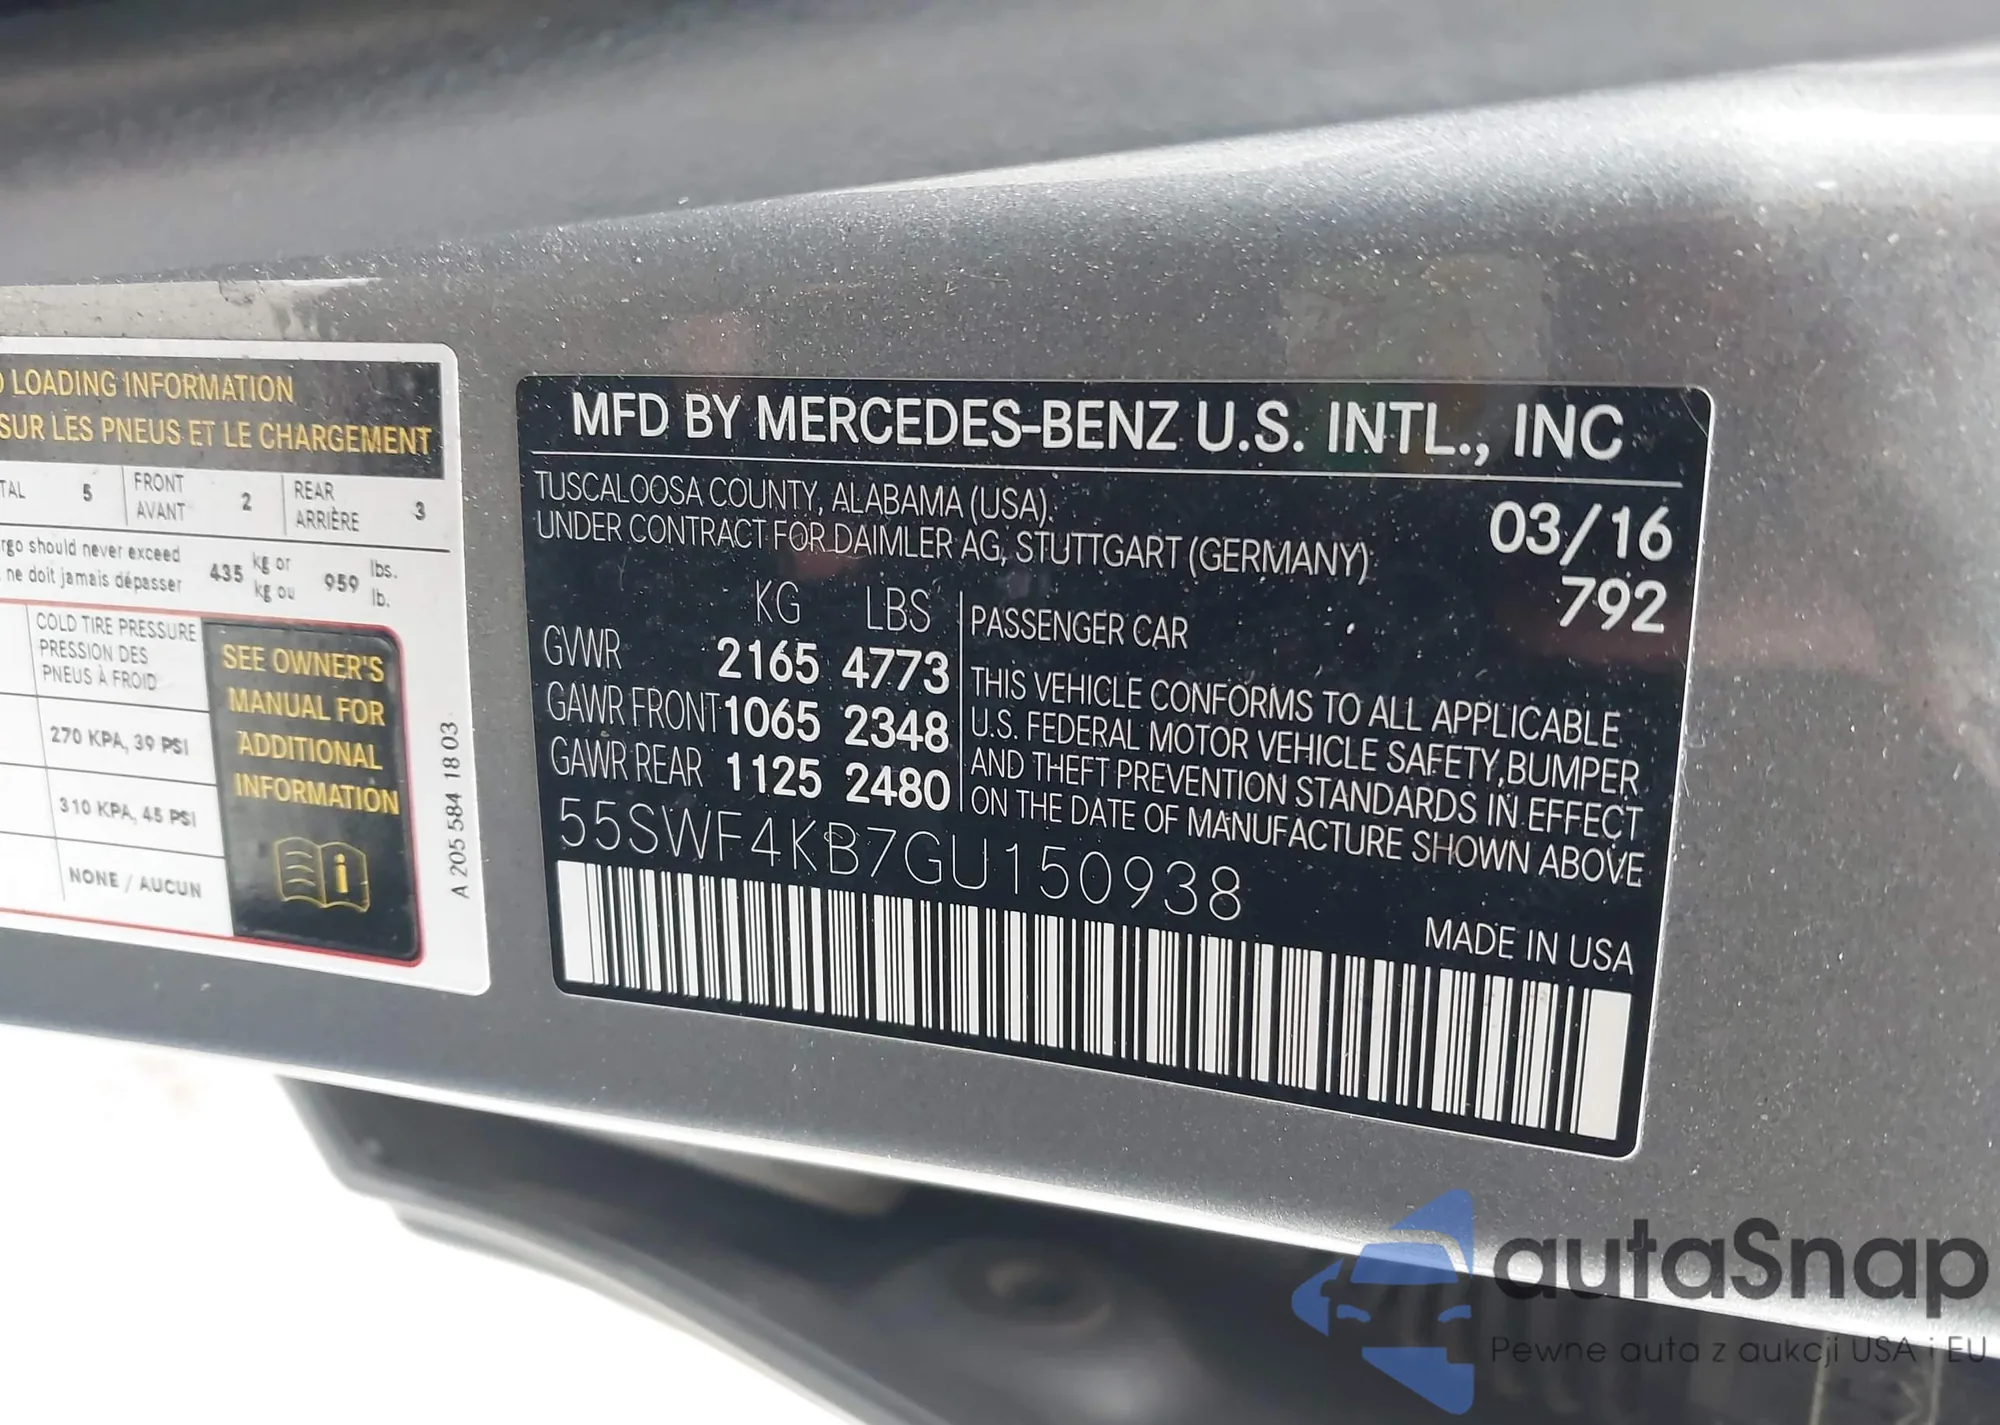 ) LOADING INFORMATION
SUR LES PNEUS ET LE CHARGEMENT
TAL 5 FRONT AVANT 2 REAR ARRIÈRE 3
rgo should never exceed
ne doit jamais dépasser
435 kg or kg ou 959 lbs. lb.
COLD TIRE PRESSURE
PRESSION DES
PNEUS À FROID
270 KPA, 39 PSI
310 KPA, 45 PSI
NONE / AUCUN
SEE OWNER'S
MANUAL FOR
ADDITIONAL
INFORMATION
i
A 205 584 18 03
MFD BY MERCEDES-BENZ U.S. INTL., INC
TUSCALOOSA COUNTY, ALABAMA (USA).
UNDER CONTRACT FOR DAIMLER AG, STUTTGART (GERMANY)
03/16
792
KG LBS
GVWR 2165 4773
GAWR FRONT 1065 2348
GAWR REAR 1125 2480
PASSENGER CAR
THIS VEHICLE CONFORMS TO ALL APPLICABLE
U.S. FEDERAL MOTOR VEHICLE SAFETY, BUMPER
AND THEFT PREVENTION STANDARDS IN EFFECT
ON THE DATE OF MANUFACTURE SHOWN ABOVE
55SWF4KB7GU150938
MADE IN USA
autaSnap
Pewne auta z aukcji USA i EU